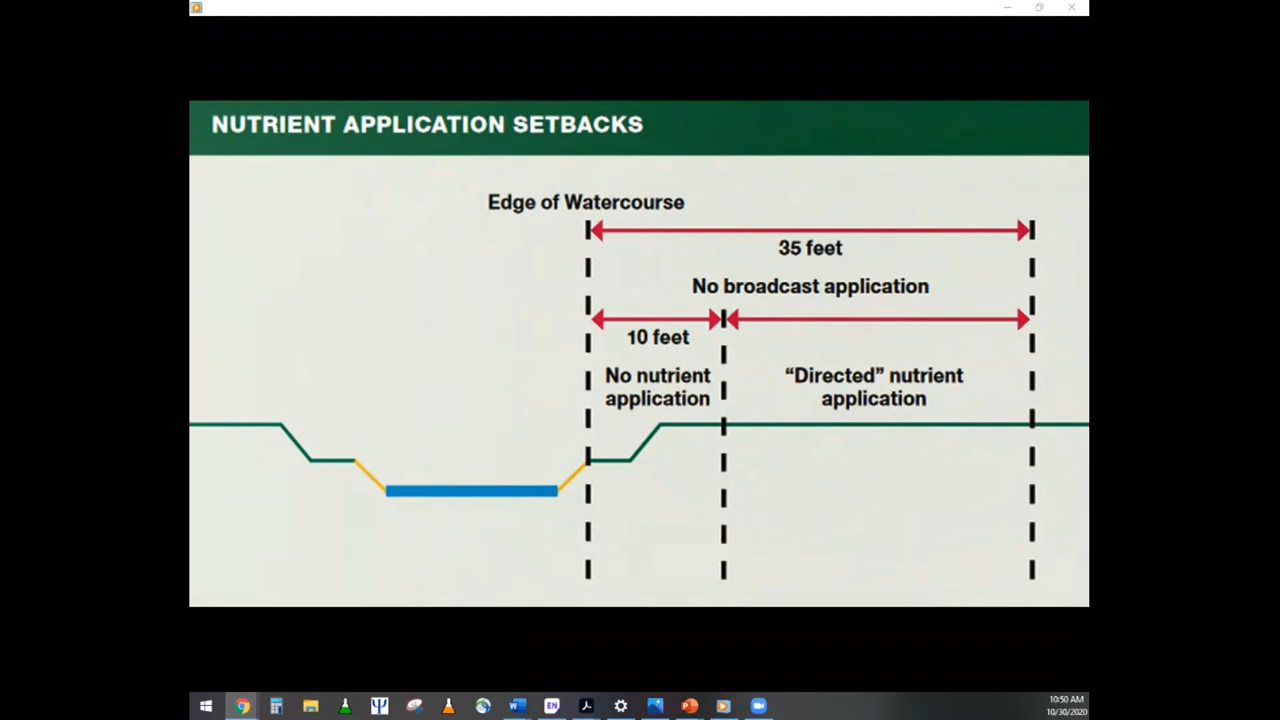 NUTRIENT APPLICATION SETBACKS
Edge of Watercourse
35 feet
No broadcast application
10 feet
No nutrient
application
“Directed” nutrient
application
EN
10:50 AM
10/30/2020